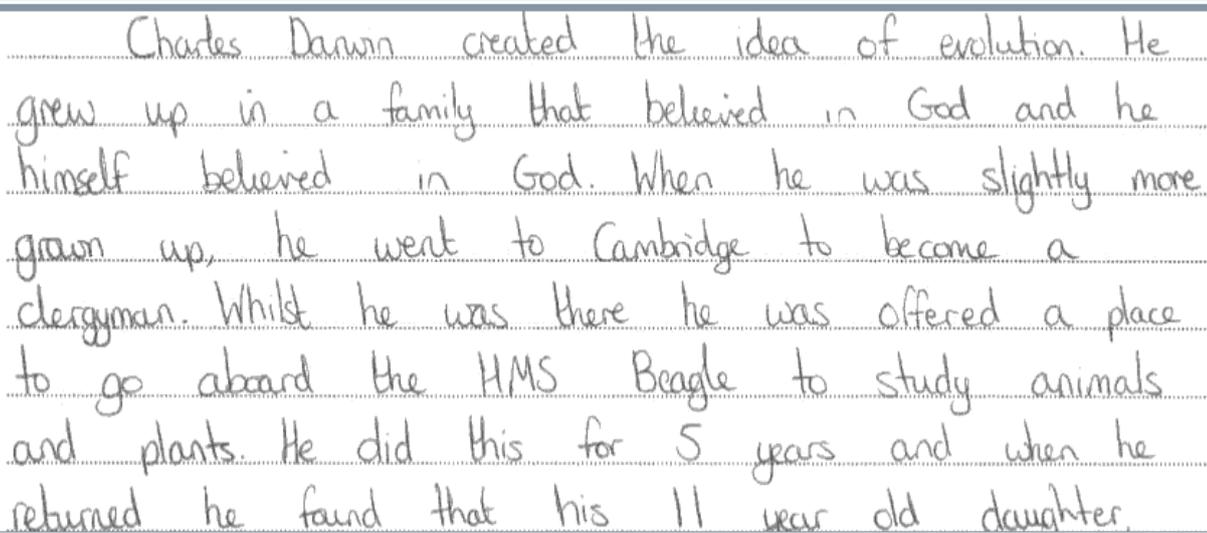 Charles Darwin created the idea of evolution. He
grew up in a family that believed in God and he
himself believed in God. When he was slightly more
grown up, he went to Cambridge to become a
clergyman. Whilst he was there he was offered a place
to go aboard the HMS Beagle to study animals
and plants. He did this for 5 years and when he
returned he found that his 11 year old daughter